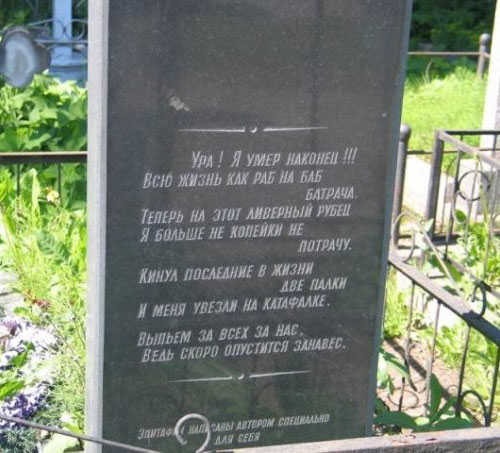 Ура! Я умер наконец!!!
Всю жизнь как раб на баб
батрача.
Теперь на этот ливерный рубец
Я больше не копейки не
потрачу.
Кинул последние в жизни
две палки
И меня увезли на катафалке.
Выпьем за всех за нас.
Ведь скоро опустится занавес.
Эпитафия написаны автором специально
для себя